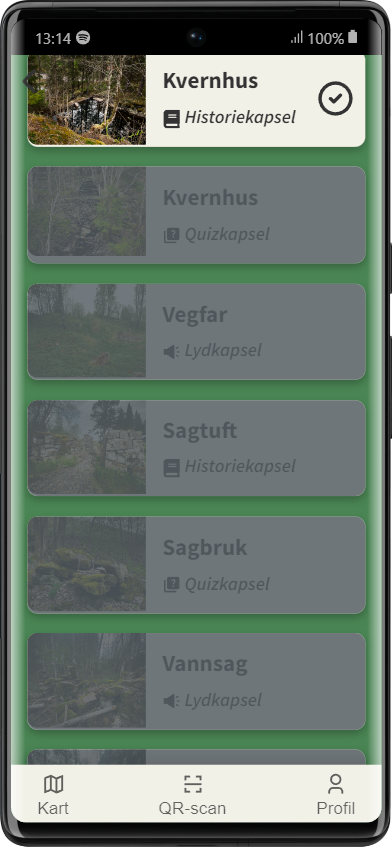 13:14 100%
Kvernhus
Historiekapsel
Kvernhus
Quizkapsel
Vegfar
Lydkapsel
Sagtuft
Historiekapsel
Sagbruk
Quizkapsel
Vannsag
Lydkapsel
Kart QR-scan Profil